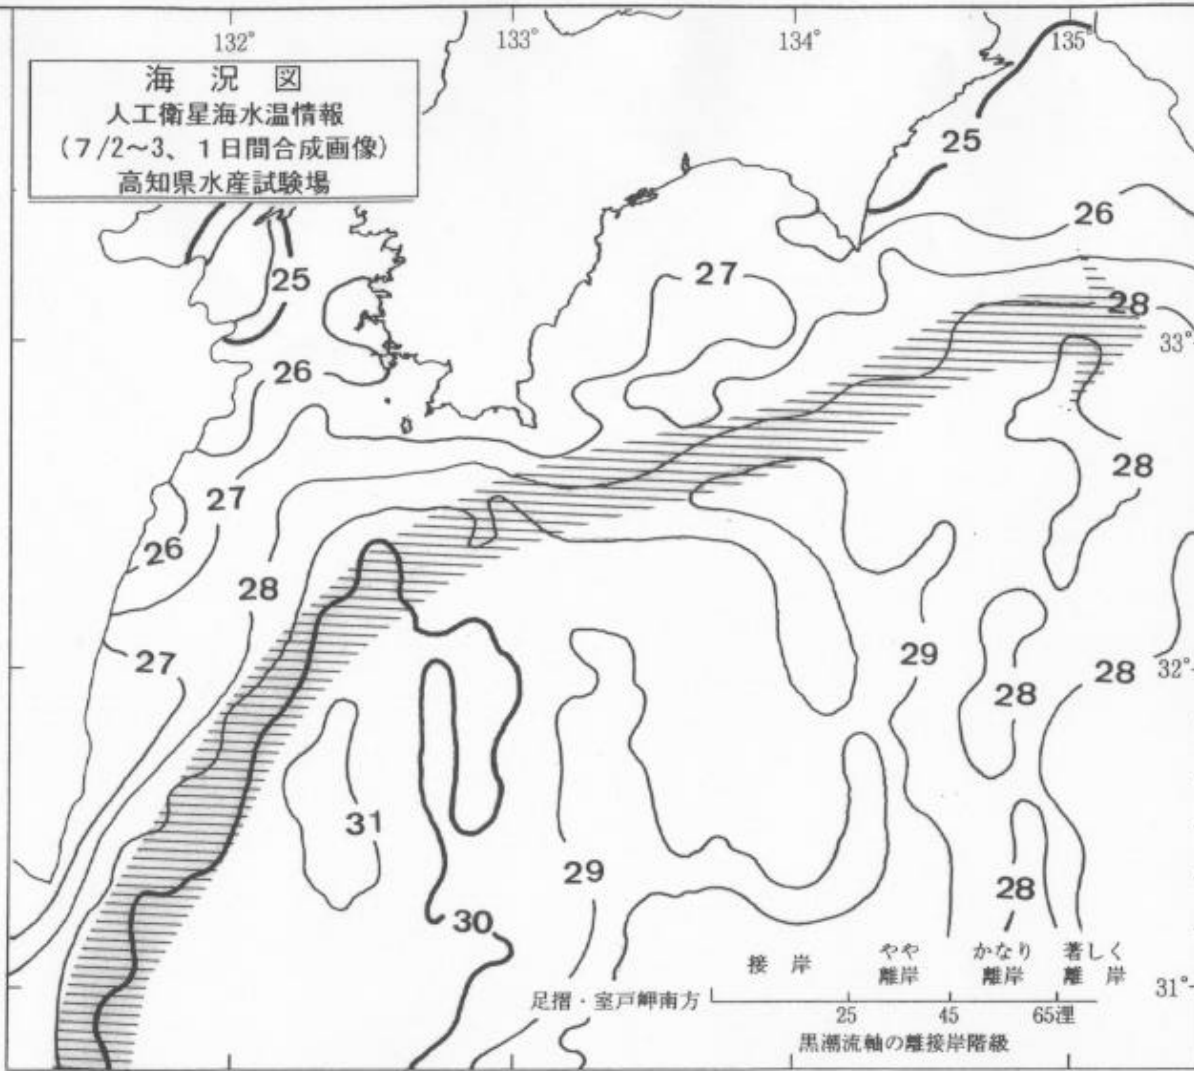 132°
133°
134°
135°
海況図
人工衛星海水温情報
(7/2~3、1日間合成画像)
高知県水産試験場
25
26
27
25
28
33°
26
28
27
26
28
29
28
32°
27
28
31
29
28
30
接岸
やや離岸
かなり離岸
著しく離岸
31°
足摺・室戸岬南方
25
45
65浬
黒潮流軸の離接岸階級